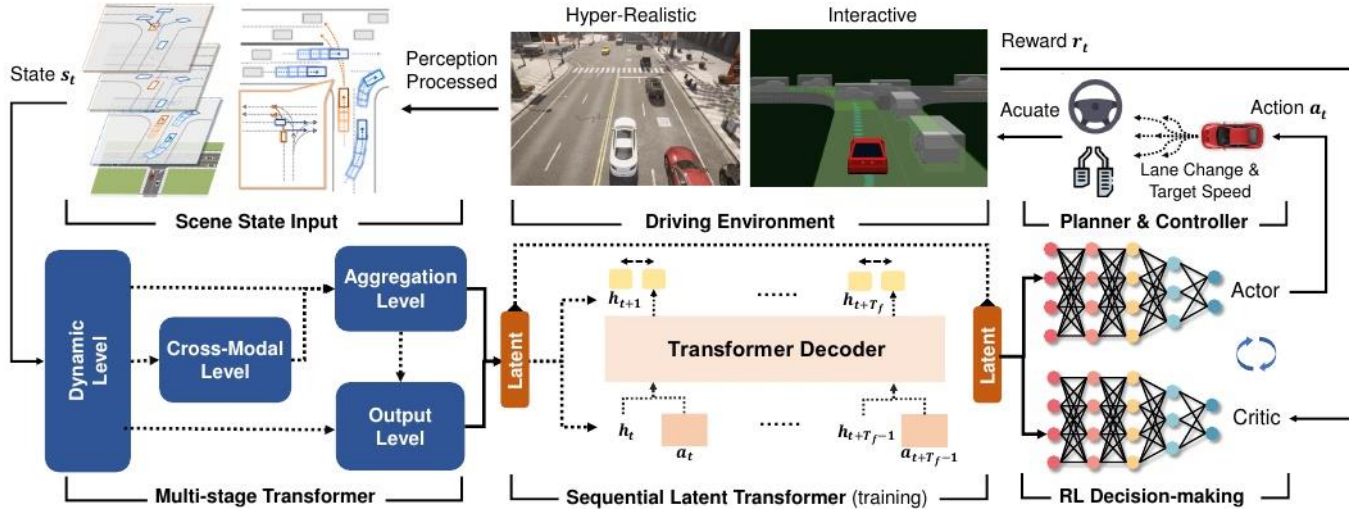 Hyper-Realistic
Interactive
Reward r_t
State s_t
Perception
Processed
Acuate
Action a_t
Lane Change &
Target Speed
Scene State Input
Driving Environment
Planner & Controller
Dynamic
Level
Cross-Modal
Level
Aggregation
Level
Output
Level
Latent
h_{t+1}
......
h_{t+T_f}
Transformer Decoder
h_t
a_t
......
h_{t+T_f-1}
a_{t+T_f-1}
Latent
Actor
Critic
Multi-stage Transformer
Sequential Latent Transformer (training)
RL Decision-making